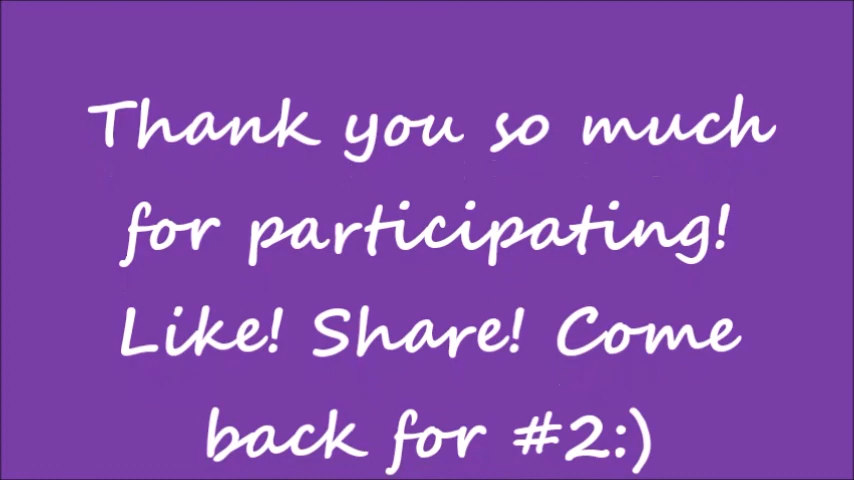 Thank you so much
for participating!
Like! Share! Come
back for #2:)